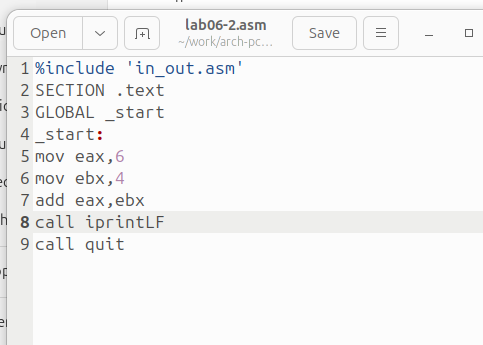 Open
lab06-2.asm
~/work/arch-pc...
Save
1 %include 'in_out.asm'
2 SECTION .text
3 GLOBAL _start
4 _start:
5 mov eax,6
6 mov ebx,4
7 add eax,ebx
8 call iprintLF
9 call quit